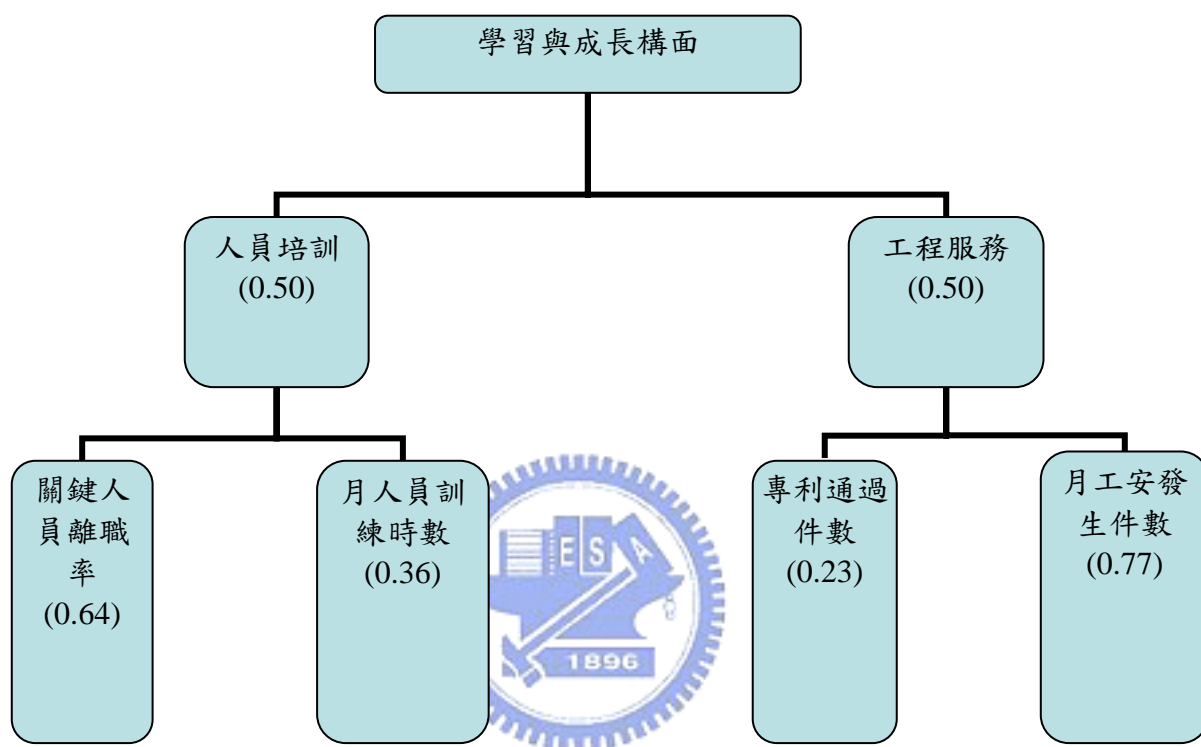 學習與成長構面
人員培訓
(0.50)
工程服務
(0.50)
關鍵人
員離職
率
(0.64)
月人員訓
練時數
(0.36)
專利通過
件數
(0.23)
月工安發
生件數
(0.77)
ESA
1896